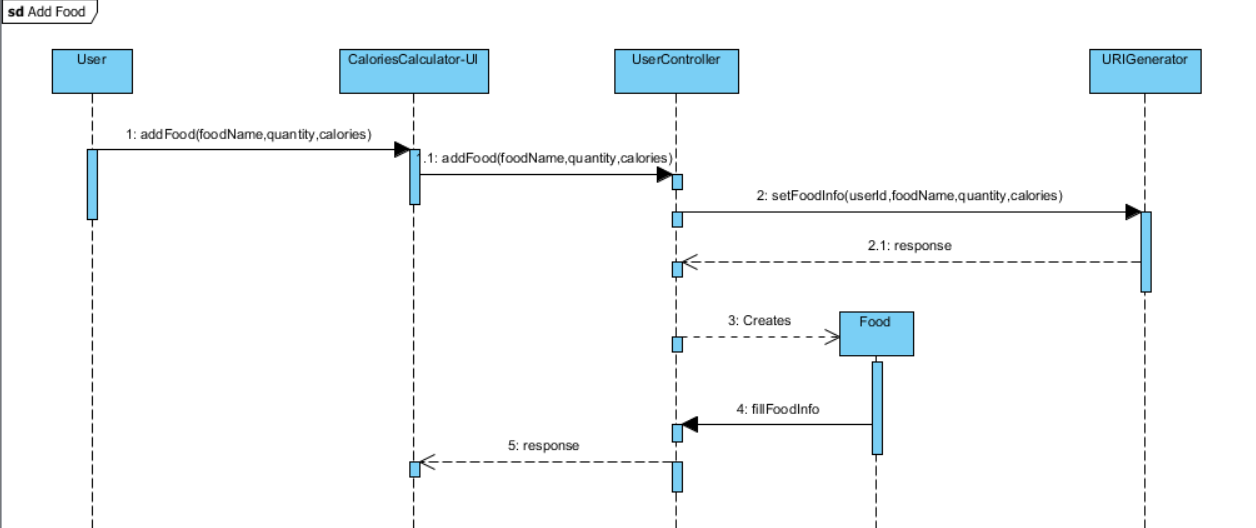 sd Add Food
User
CaloriesCalculator-UI
UserController
URIGenerator
1: addFood(foodName,quantity,calories)
1.1: addFood(foodName,quantity,calories)
2: setFoodInfo(userId,foodName,quantity,calories)
2.1: response
3: Creates
Food
4: fillFoodInfo
5: response